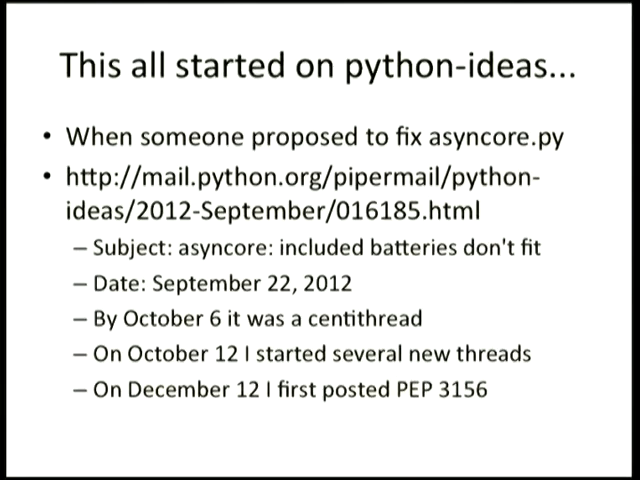 This all started on python-ideas...
• When someone proposed to fix asyncore.py
• http://mail.python.org/pipermail/python-
ideas/2012-September/016185.html
– Subject: asyncore: included batteries don't fit
– Date: September 22, 2012
– By October 6 it was a centithread
– On October 12 I started several new threads
– On December 12 I first posted PEP 3156